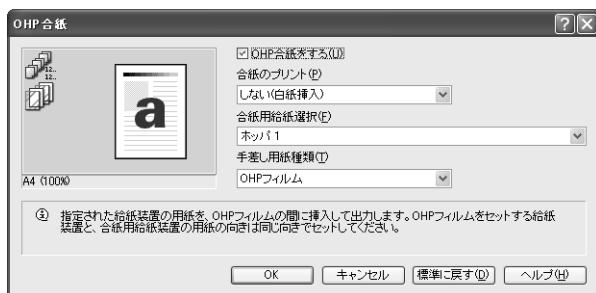 OHP合紙
OHP合紙をする(U)
合紙のプリント(P)
しない(白紙挿入)
合紙用給紙選択(F)
ホッパ1
手差し用紙種類(T)
OHPフィルム
12..
12..
a
A4 (100%)
指定された給紙装置の用紙を、OHPフィルムの間に挿入して出力します。OHPフィルムをセットする給紙
装置と、合紙用給紙装置の用紙の向きは同じ向きでセットしてください。
OK キャンセル 標準に戻す(D) ヘルプ(H)